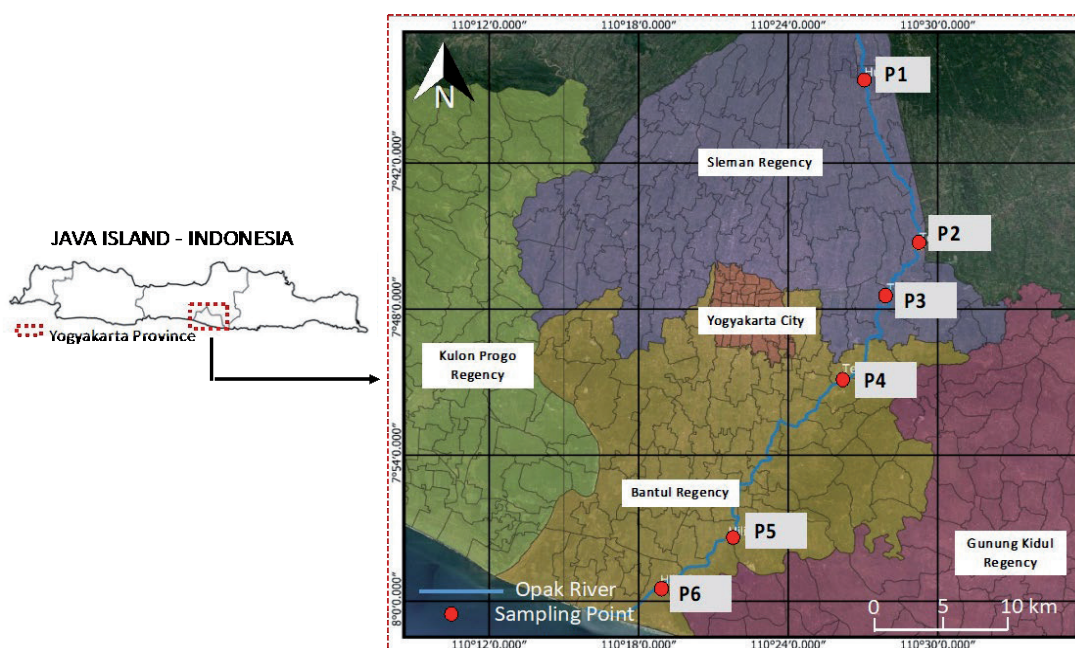 JAVA ISLAND - INDONESIA
Yogyakarta Province
110°12'0.000"
110°18'0.000"
110°24'0.000"
110°30'0.000"
7°42'0.000"
7°48'0.000"
7°54'0.000"
8°0'0.000"
N
P1
Sleman Regency
P2
P3
Yogyakarta City
Kulon Progo
Regency
P4
Bantul Regency
P5
Gunung Kidul
Regency
P6
Opak River
Sampling Point
0 5 10 km
110°12'0.000"
110°18'0.000"
110°24'0.000"
110°30'0.000"